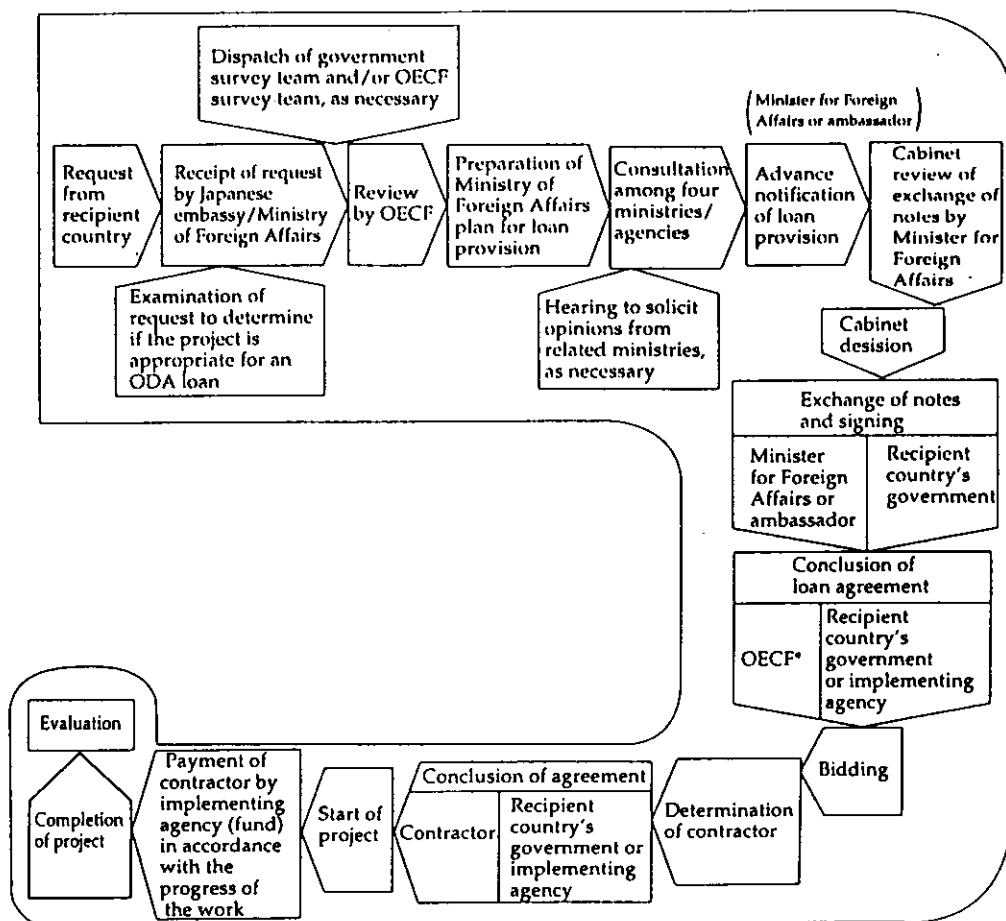 Dispatch of government
survey team and/or OECF
survey team, as necessary
Request
from
recipient
country
Receipt of request
by Japanese
embassy/Ministry
of Foreign Affairs
Examination of
request to determine
if the project is
appropriate for an
ODA loan
Review
by OECF
Preparation of
Ministry of
Foreign Affairs
plan for loan
provision
Consultation
among four
ministries/
agencies
Hearing to solicit
opinions from
related ministries,
as necessary
(Minister for Foreign
Affairs or ambassador)
Advance
notification
of loan
provision
Cabinet
review of
exchange of
notes by
Minister for
Foreign
Affairs
Cabinet
desision
Exchange of notes
and signing
Minister
for Foreign
Affairs or
ambassador
Recipient
country's
government
Conclusion of
loan agreement
OECF*
Recipient
country's
government
or implementing
agency
Bidding
Determination
of contractor
Conclusion of agreement
Contractor
Recipient
country's
government or
implementing
agency
Start of
project
Payment of
contractor by
implementing
agency (fund)
in accordance
with the
progress of
the work
Completion
of project
Evaluation